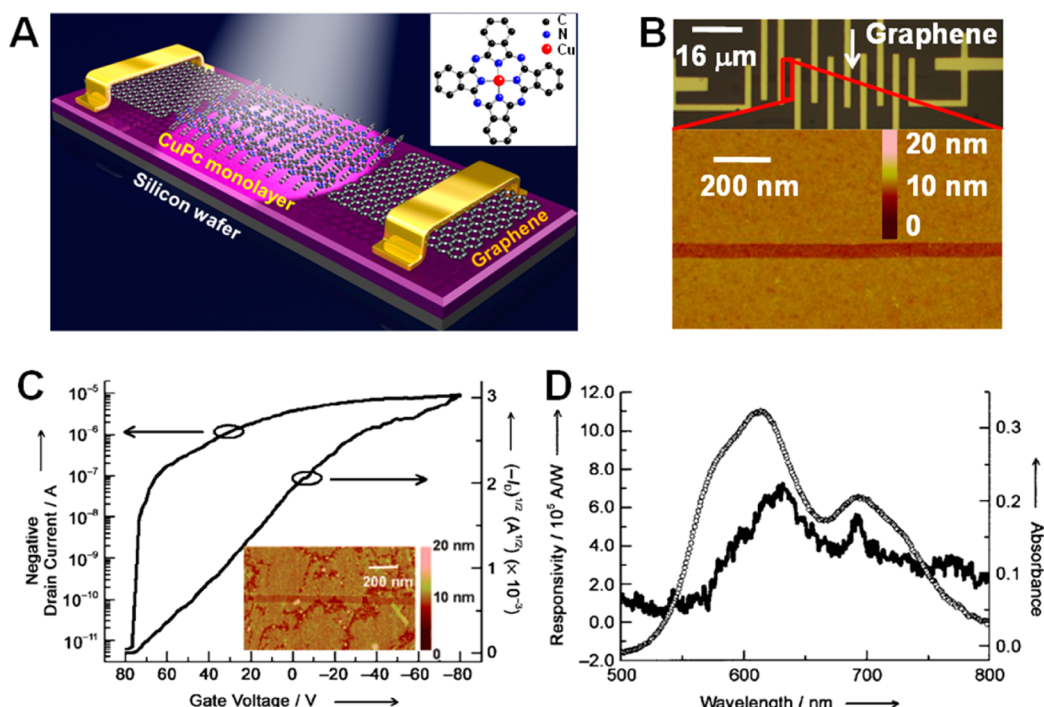 A
C
N
Cu
CuPc monolayer
Silicon wafer
Graphene
B
16 μm
Graphene
200 nm
20 nm
10 nm
0
C
Negative
Drain Current / A
10⁻⁵
10⁻⁶
10⁻⁷
10⁻⁸
10⁻⁹
10⁻¹⁰
10⁻¹¹
80 60 40 20 0 −20 −40 −60 −80
Gate Voltage / V
3
2
1
0
(−I_D)^1/2 (A^1/2) (× 10⁻³)
200 nm
20 nm
10 nm
0
D
Responsivity / 10⁵ A/W
12.0
10.0
8.0
6.0
4.0
2.0
0.0
−2.0
500 600 700 800
Wavelength / nm
0.3
0.2
0.1
0.0
Absorbance